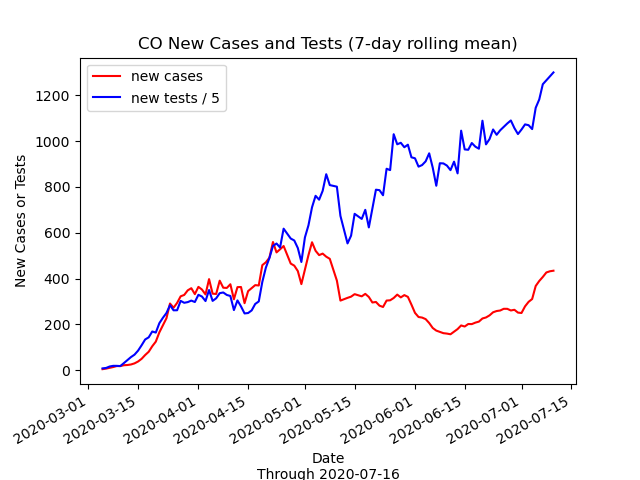 CO New Cases and Tests (7-day rolling mean)
new cases
new tests / 5
New Cases or Tests
1200
1000
800
600
400
200
0
2020-03-01
2020-03-15
2020-04-01
2020-04-15
2020-05-01
2020-05-15
2020-06-01
2020-06-15
2020-07-01
2020-07-15
Date
Through 2020-07-16